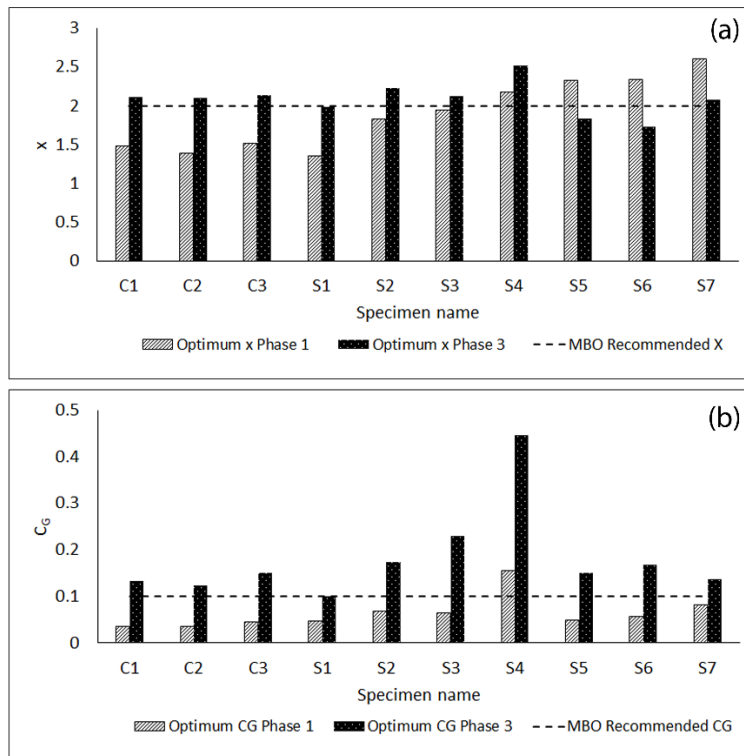 (a)
3
2.5
2
1.5
1
0.5
0
x
C1 C2 C3 S1 S2 S3 S4 S5 S6 S7
Specimen name
Optimum x Phase 1 Optimum x Phase 3 MBO Recommended X
(b)
0.5
0.4
0.3
0.2
0.1
0
CG
C1 C2 C3 S1 S2 S3 S4 S5 S6 S7
Specimen name
Optimum CG Phase 1 Optimum CG Phase 3 MBO Recommended CG